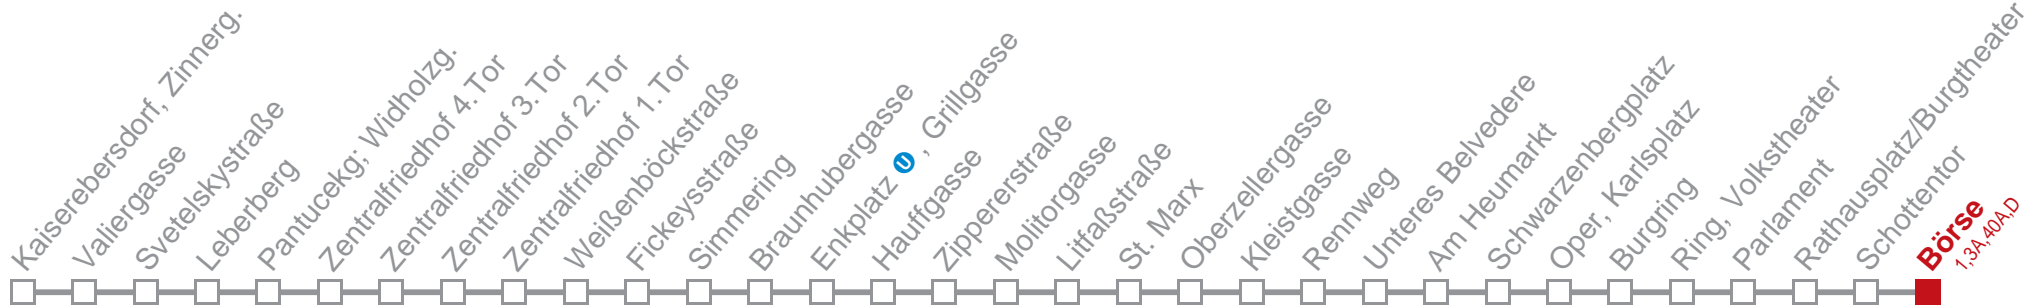 Kaiserebersdorf, Zinnerg.
Valiergasse
Svetelskystraße
Leberberg
Pantucekg; Widholzg.
Zentralfriedhof 4.Tor
Zentralfriedhof 3.Tor
Zentralfriedhof 2.Tor
Zentralfriedhof 1.Tor
Weißenböckstraße
Fickeysstraße
Simmering
Braunhubergasse
Enkplatz U , Grillgasse
Hauffgasse
Zippererstraße
Molitorgasse
Litfaßstraße
St. Marx
Oberzellergasse
Kleistgasse
Rennweg
Unteres Belvedere
Am Heumarkt
Schwarzenbergplatz
Oper, Karlsplatz
Burgring
Ring, Volkstheater
Parlament
Rathausplatz/Burgtheater
Schottentor
Börse
1,3A,40A,D